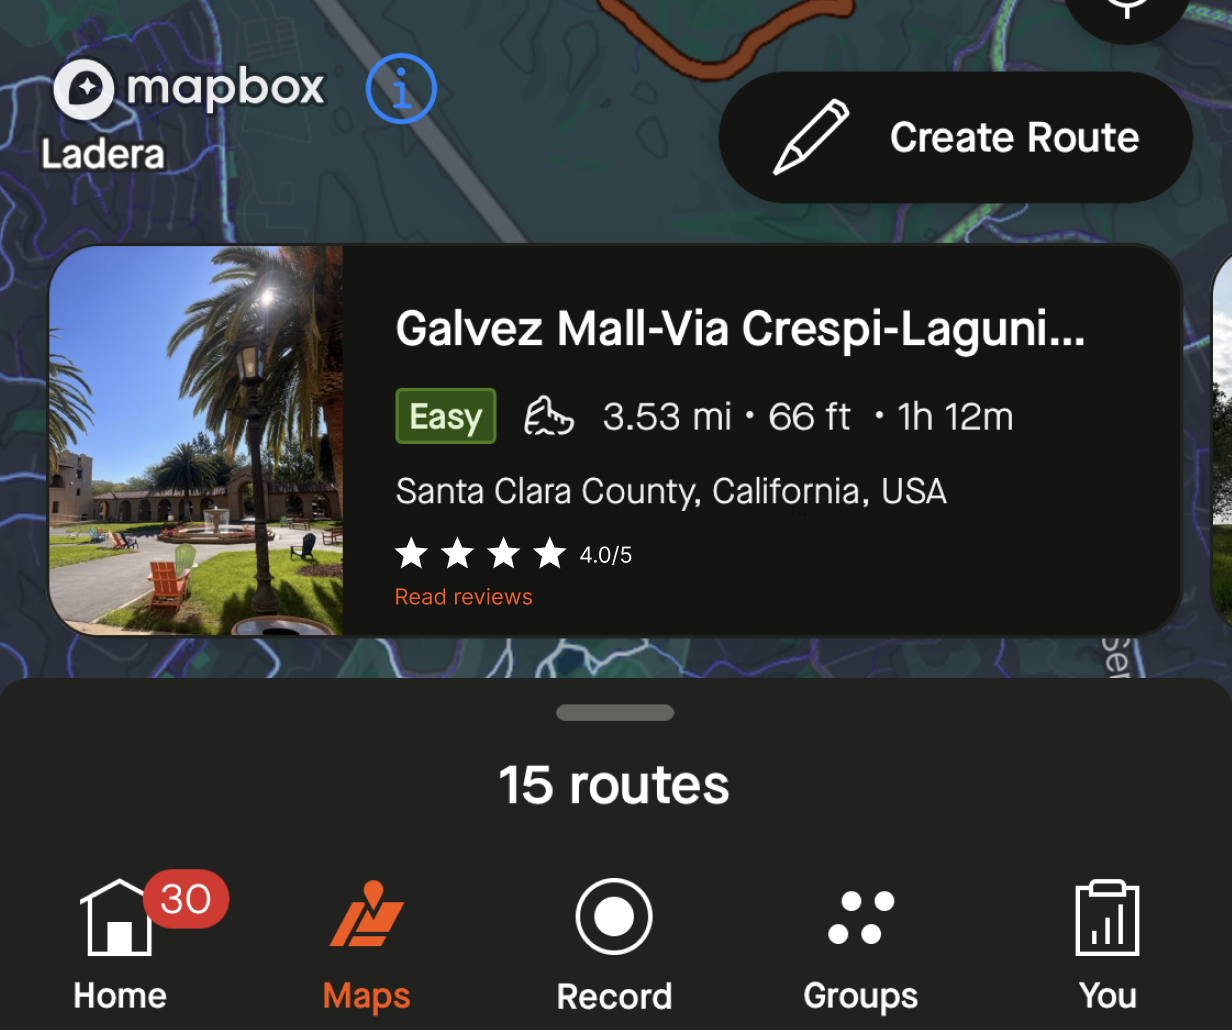 mapbox
Ladera
Create Route
Galvez Mall-Via Crespi-Laguni...
Easy 3.53 mi • 66 ft • 1h 12m
Santa Clara County, California, USA
4.0/5
Read reviews
Ser
15 routes
30
Home Maps Record Groups You